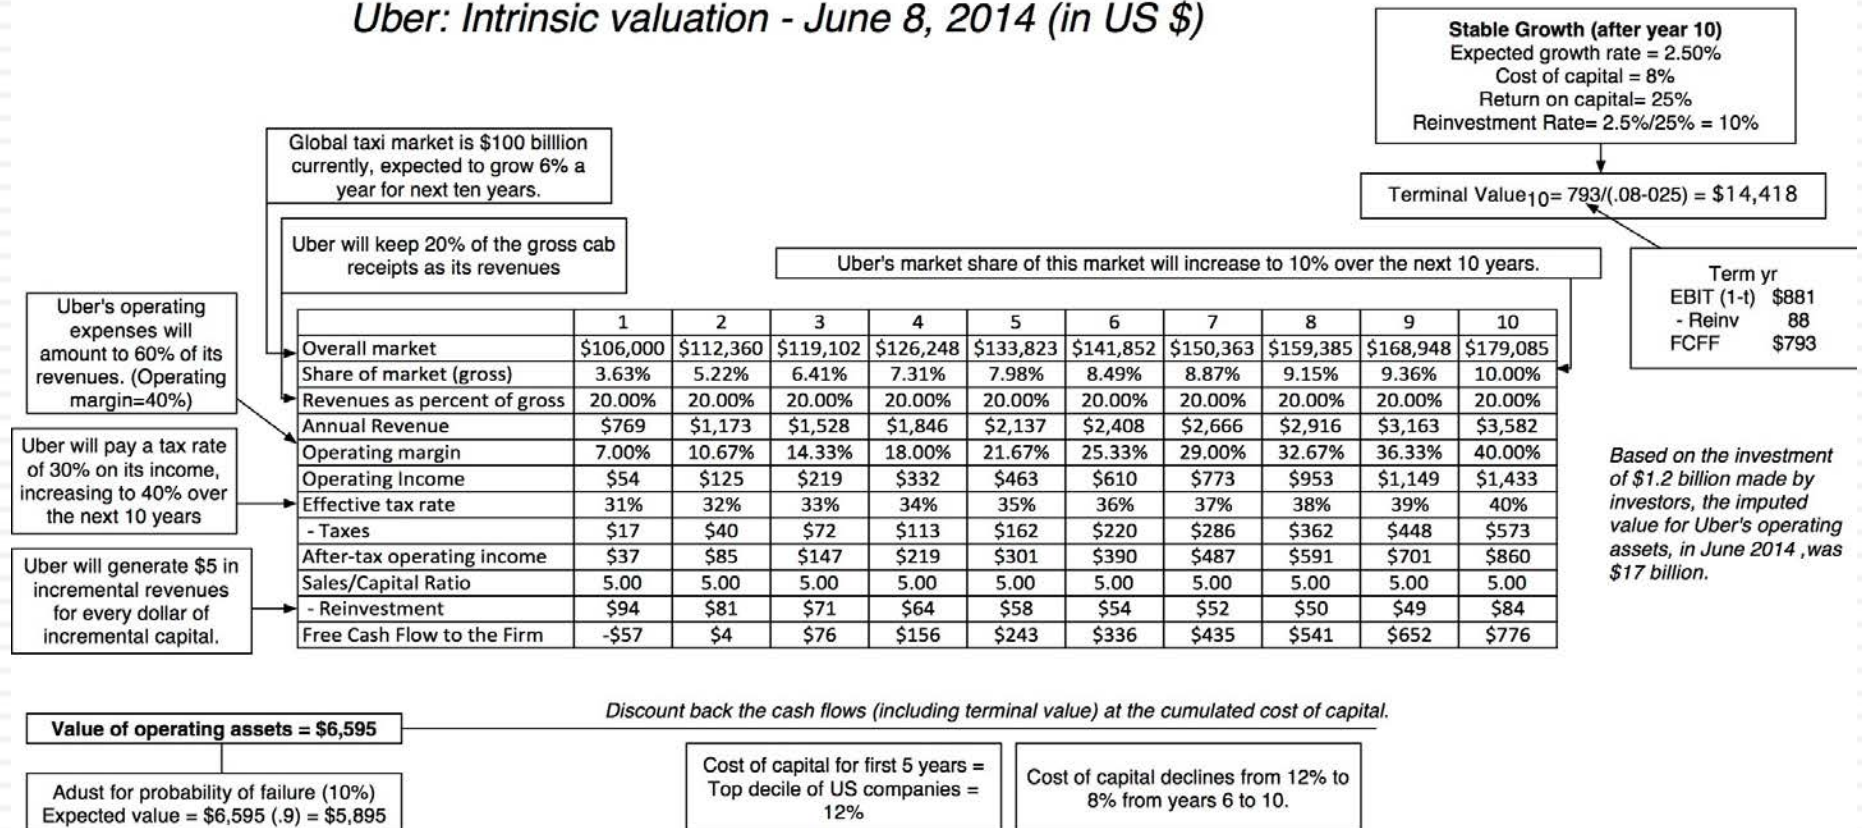 Uber: Intrinsic valuation - June 8, 2014 (in US $)
Stable Growth (after year 10)
Expected growth rate = 2.50%
Cost of capital = 8%
Return on capital= 25%
Reinvestment Rate= 2.5%/25% = 10%
Global taxi market is $100 billlion
currently, expected to grow 6% a
year for next ten years.
Terminal Value10= 793/(.08-025) = $14,418
Uber will keep 20% of the gross cab
receipts as its revenues
Uber's market share of this market will increase to 10% over the next 10 years.
Term yr
EBIT (1-t) $881
- Reinv 88
FCFF $793
Uber's operating
expenses will
amount to 60% of its
revenues. (Operating
margin=40%)
Uber will pay a tax rate
of 30% on its income,
increasing to 40% over
the next 10 years
Uber will generate $5 in
incremental revenues
for every dollar of
incremental capital.
1 2 3 4 5 6 7 8 9 10
Overall market $106,000 $112,360 $119,102 $126,248 $133,823 $141,852 $150,363 $159,385 $168,948 $179,085
Share of market (gross) 3.63% 5.22% 6.41% 7.31% 7.98% 8.49% 8.87% 9.15% 9.36% 10.00%
Revenues as percent of gross 20.00% 20.00% 20.00% 20.00% 20.00% 20.00% 20.00% 20.00% 20.00% 20.00%
Annual Revenue $769 $1,173 $1,528 $1,846 $2,137 $2,408 $2,666 $2,916 $3,163 $3,582
Operating margin 7.00% 10.67% 14.33% 18.00% 21.67% 25.33% 29.00% 32.67% 36.33% 40.00%
Operating Income $54 $125 $219 $332 $463 $610 $773 $953 $1,149 $1,433
Effective tax rate 31% 32% 33% 34% 35% 36% 37% 38% 39% 40%
- Taxes $17 $40 $72 $113 $162 $220 $286 $362 $448 $573
After-tax operating income $37 $85 $147 $219 $301 $390 $487 $591 $701 $860
Sales/Capital Ratio 5.00 5.00 5.00 5.00 5.00 5.00 5.00 5.00 5.00 5.00
- Reinvestment $94 $81 $71 $64 $58 $54 $52 $50 $49 $84
Free Cash Flow to the Firm -$57 $4 $76 $156 $243 $336 $435 $541 $652 $776
Based on the investment
of $1.2 billion made by
investors, the imputed
value for Uber's operating
assets, in June 2014 ,was
$17 billion.
Discount back the cash flows (including terminal value) at the cumulated cost of capital.
Value of operating assets = $6,595
Adust for probability of failure (10%)
Expected value = $6,595 (.9) = $5,895
Cost of capital for first 5 years =
Top decile of US companies =
12%
Cost of capital declines from 12% to
8% from years 6 to 10.